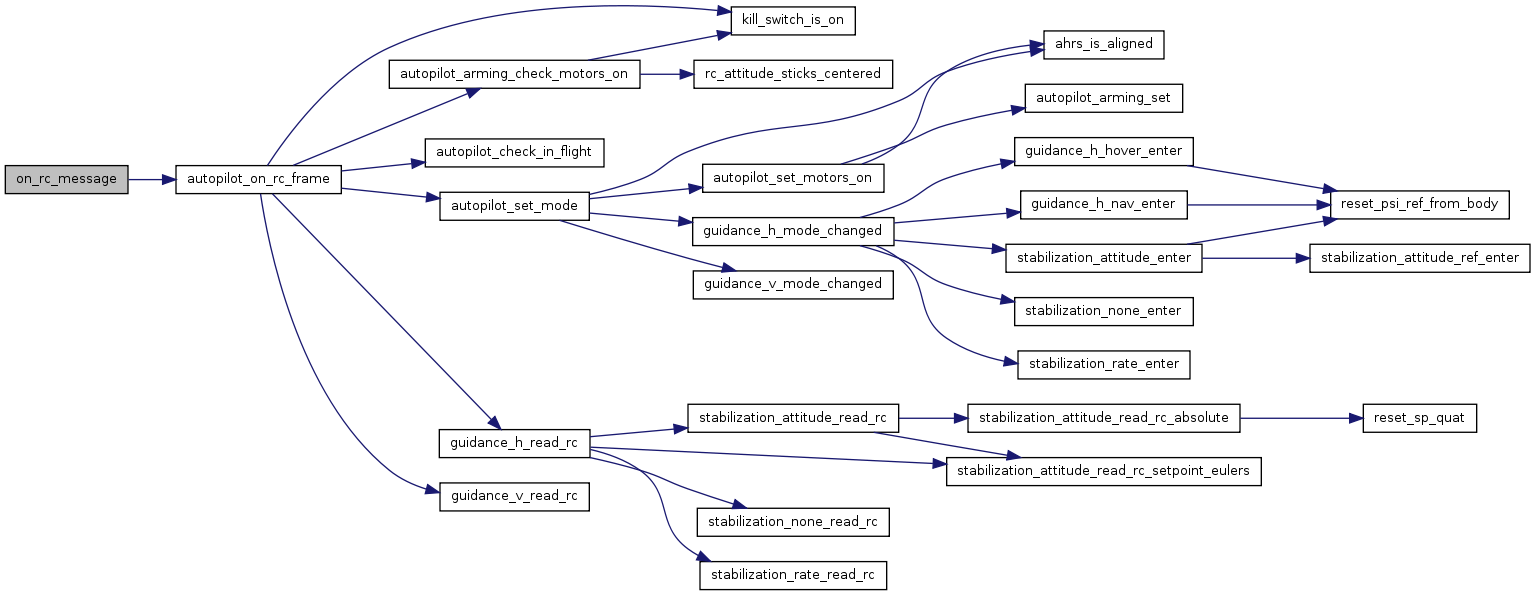 on_rc_message
autopilot_on_rc_frame
kill_switch_is_on
autopilot_arming_check_motors_on
rc_attitude_sticks_centered
autopilot_check_in_flight
autopilot_set_mode
ahrs_is_aligned
autopilot_set_motors_on
autopilot_arming_set
guidance_h_mode_changed
guidance_h_hover_enter
reset_psi_ref_from_body
guidance_h_nav_enter
stabilization_attitude_enter
stabilization_attitude_ref_enter
stabilization_none_enter
stabilization_rate_enter
guidance_v_mode_changed
guidance_h_read_rc
stabilization_attitude_read_rc
stabilization_attitude_read_rc_absolute
reset_sp_quat
stabilization_attitude_read_rc_setpoint_eulers
stabilization_none_read_rc
stabilization_rate_read_rc
guidance_v_read_rc